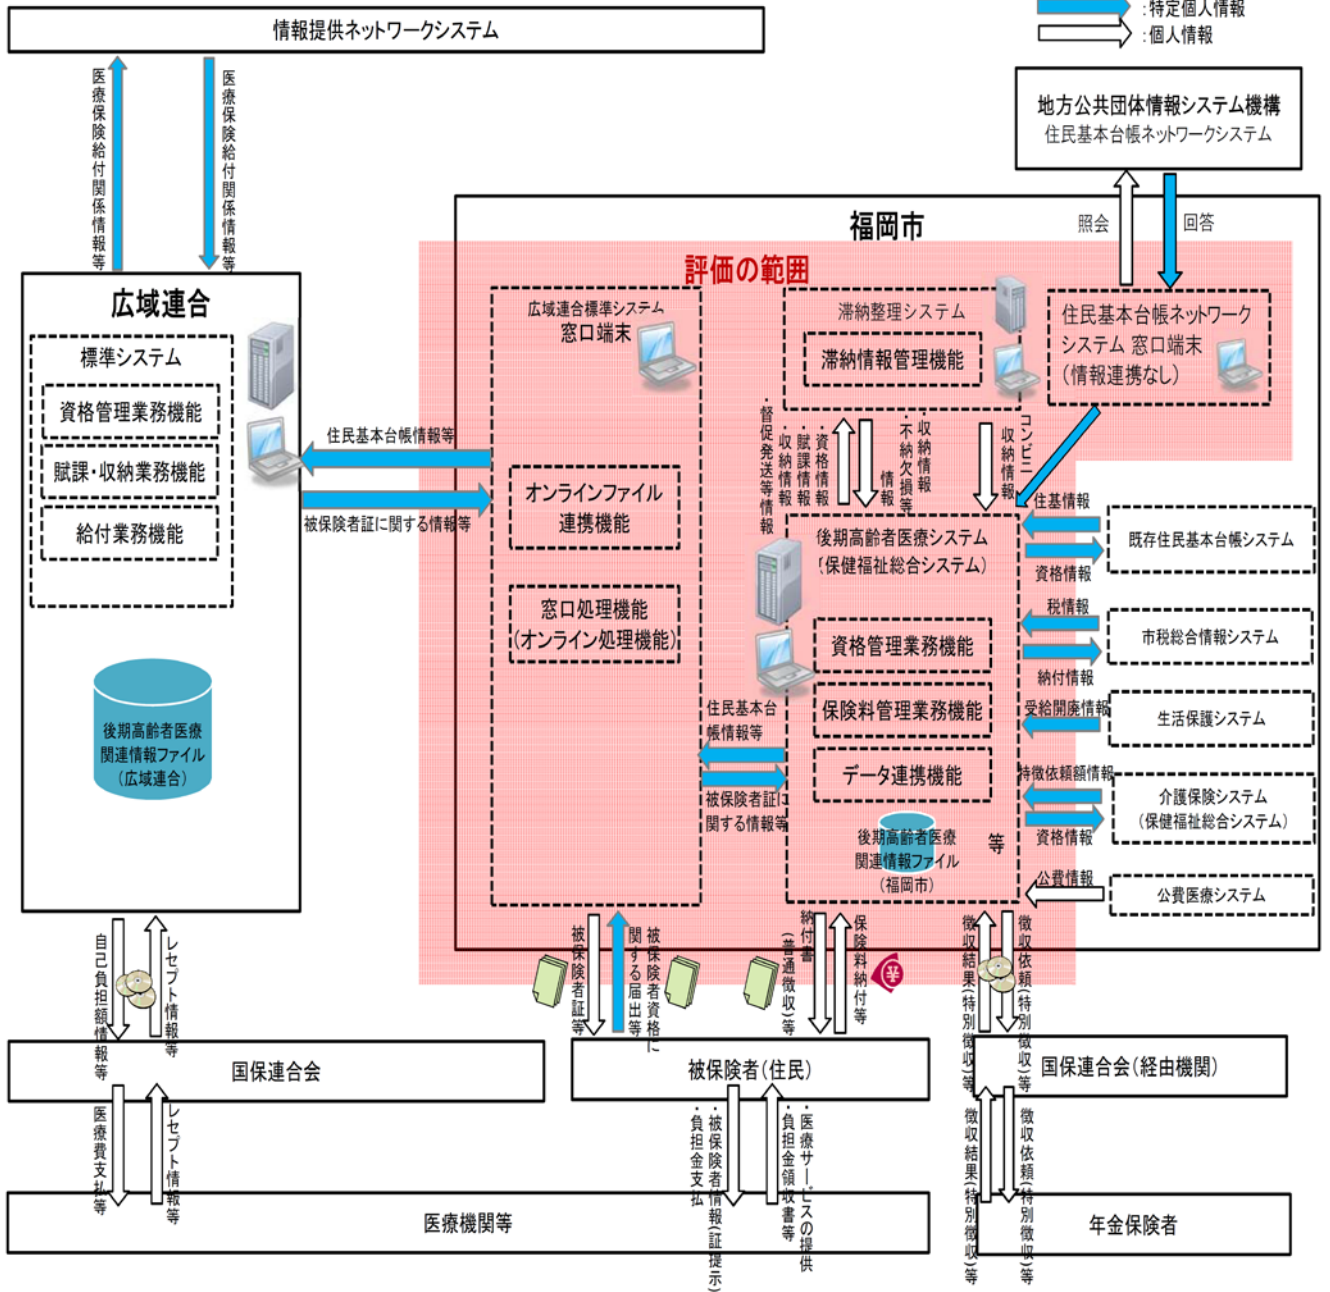 :特定個人情報
:個人情報
情報提供ネットワークシステム
医療保険給付関係情報等
医療保険給付関係情報等
地方公共団体情報システム機構
住民基本台帳ネットワークシステム
照会
回答
福岡市
評価の範囲
広域連合
標準システム
資格管理業務機能
賦課・収納業務機能
給付業務機能
後期高齢者医療
関連情報ファイル
(広域連合)
住民基本台帳情報等
被保険者証に関する情報等
広域連合標準システム
窓口端末
オンラインファイル
連携機能
窓口処理機能
(オンライン処理機能)
滞納整理システム
滞納情報管理機能
住民基本台帳ネットワーク
システム 窓口端末
(情報連携なし)
・資格情報
・賦課情報
・収納情報
・督促発送等情報
・収納情報
・不納欠損等
情報
コンビニ
収納情報
後期高齢者医療システム
(保健福祉総合システム)
資格管理業務機能
保険料管理業務機能
データ連携機能
後期高齢者医療
関連情報ファイル
(福岡市)
等
住民基本台
帳情報等
被保険者証に
関する情報等
住基情報
資格情報
既存住民基本台帳システム
税情報
納付情報
市税総合情報システム
受給開廃情報
生活保護システム
特徴依頼額情報
資格情報
介護保険システム
(保健福祉総合システム)
公費情報
公費医療システム
自己負担額情報等
レセプト情報等
被保険者証等
被保険者資格に
関する届出等
納付書
(普通徴収)等
保険料納付等
徴収結果(特別徴収)等
徴収依頼(特別徴収)等
国保連合会
被保険者(住民)
国保連合会(経由機関)
医療費支払等
レセプト情報等
・被保険者情報(証提示)
・負担金支払
・医療サービスの提供
・負担金領収書等
徴収結果(特別徴収)等
徴収依頼(特別徴収)等
医療機関等
年金保険者